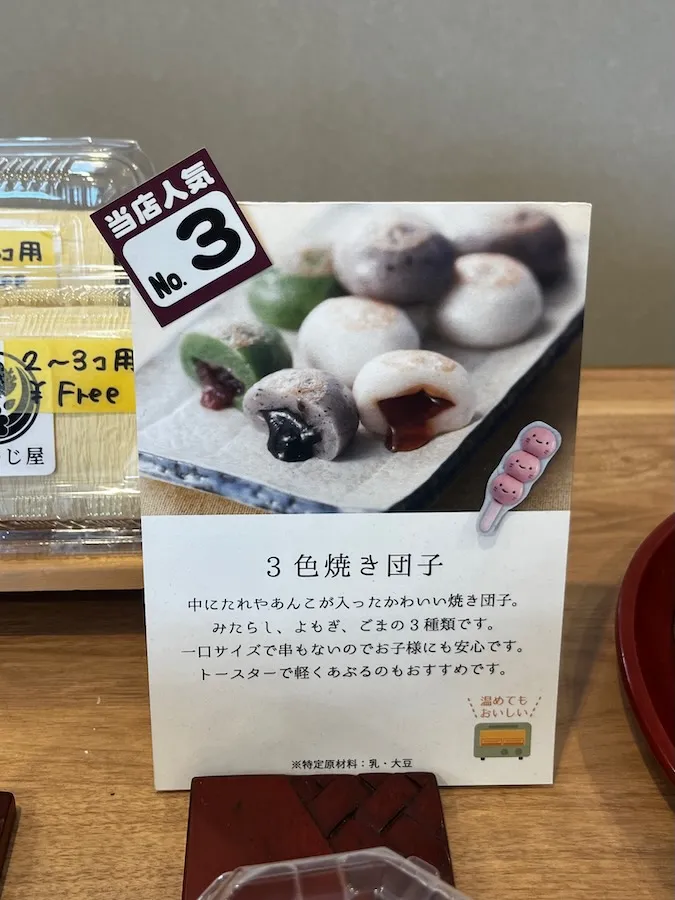 当店人気
No. 3
コ用
2〜3コ用
¥ Free
じ屋
3色焼き団子
中にたれやあんこが入ったかわいい焼き団子。
みたらし、よもぎ、ごまの3種類です。
一口サイズで串もないのでお子様にも安心です。
トースターで軽くあぶるのもおすすめです。
温めても
おいしい
※特定原材料：乳・大豆